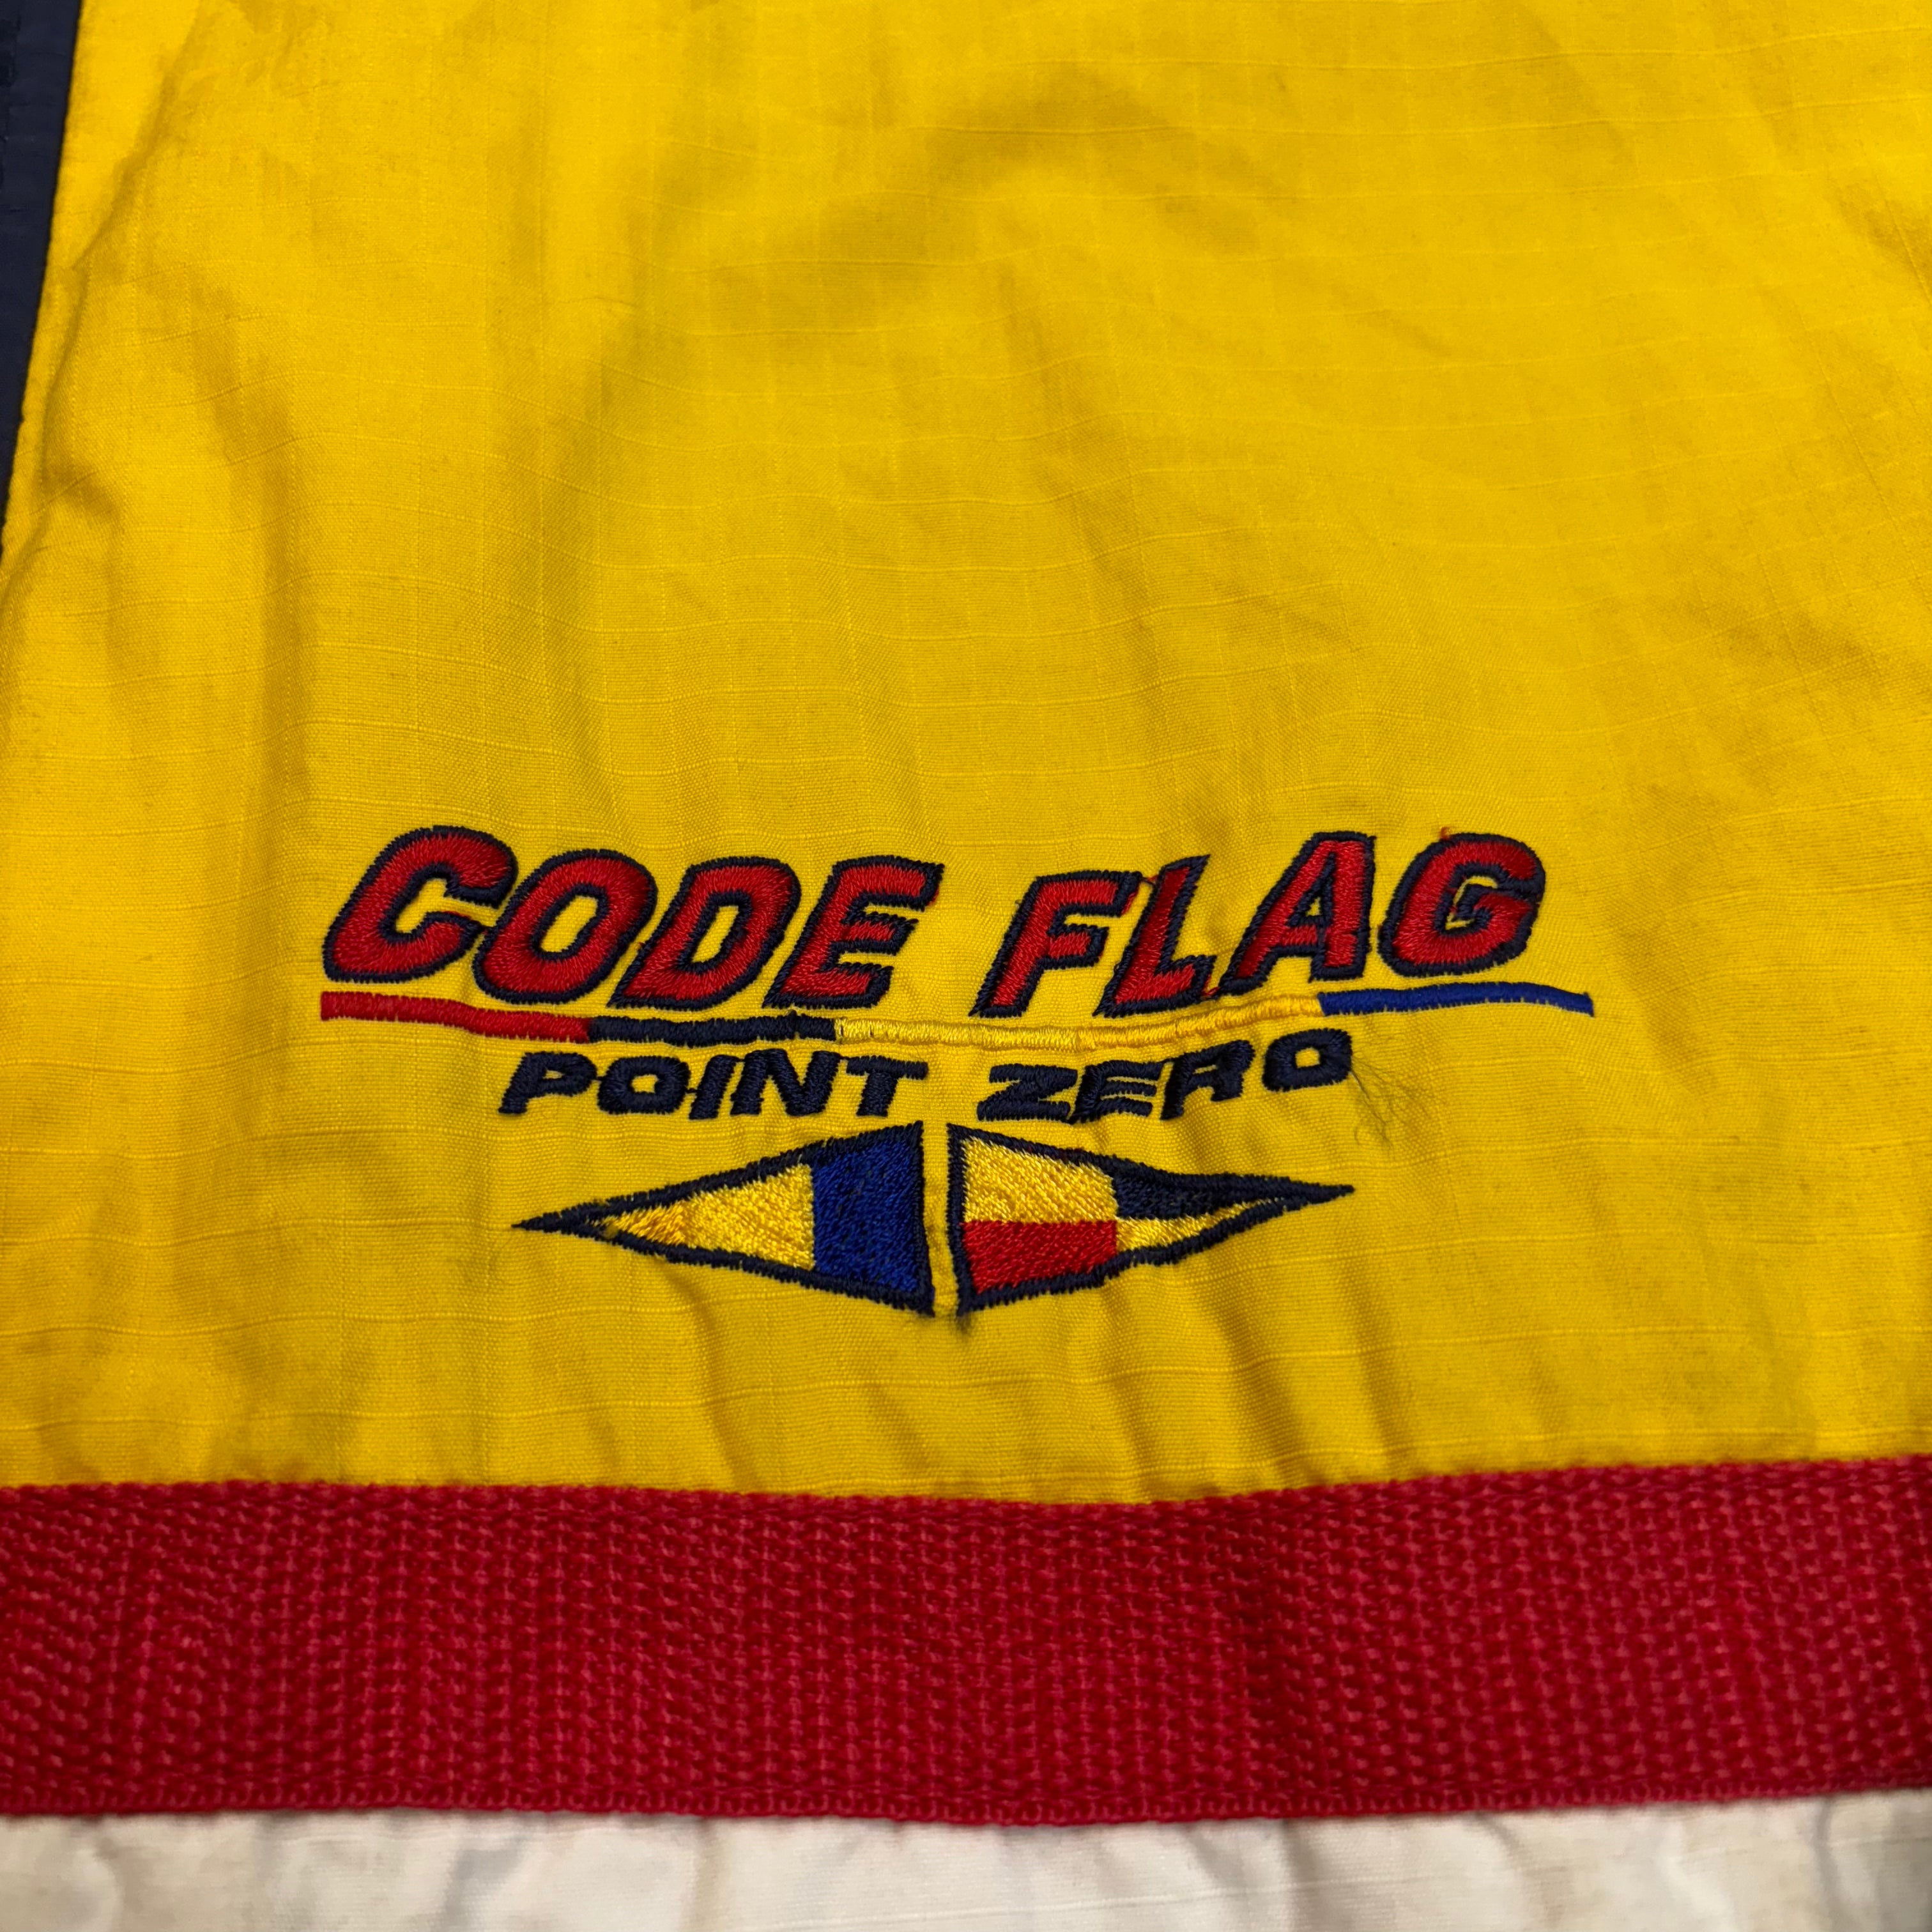 CODE FLAG
POINT ZERO